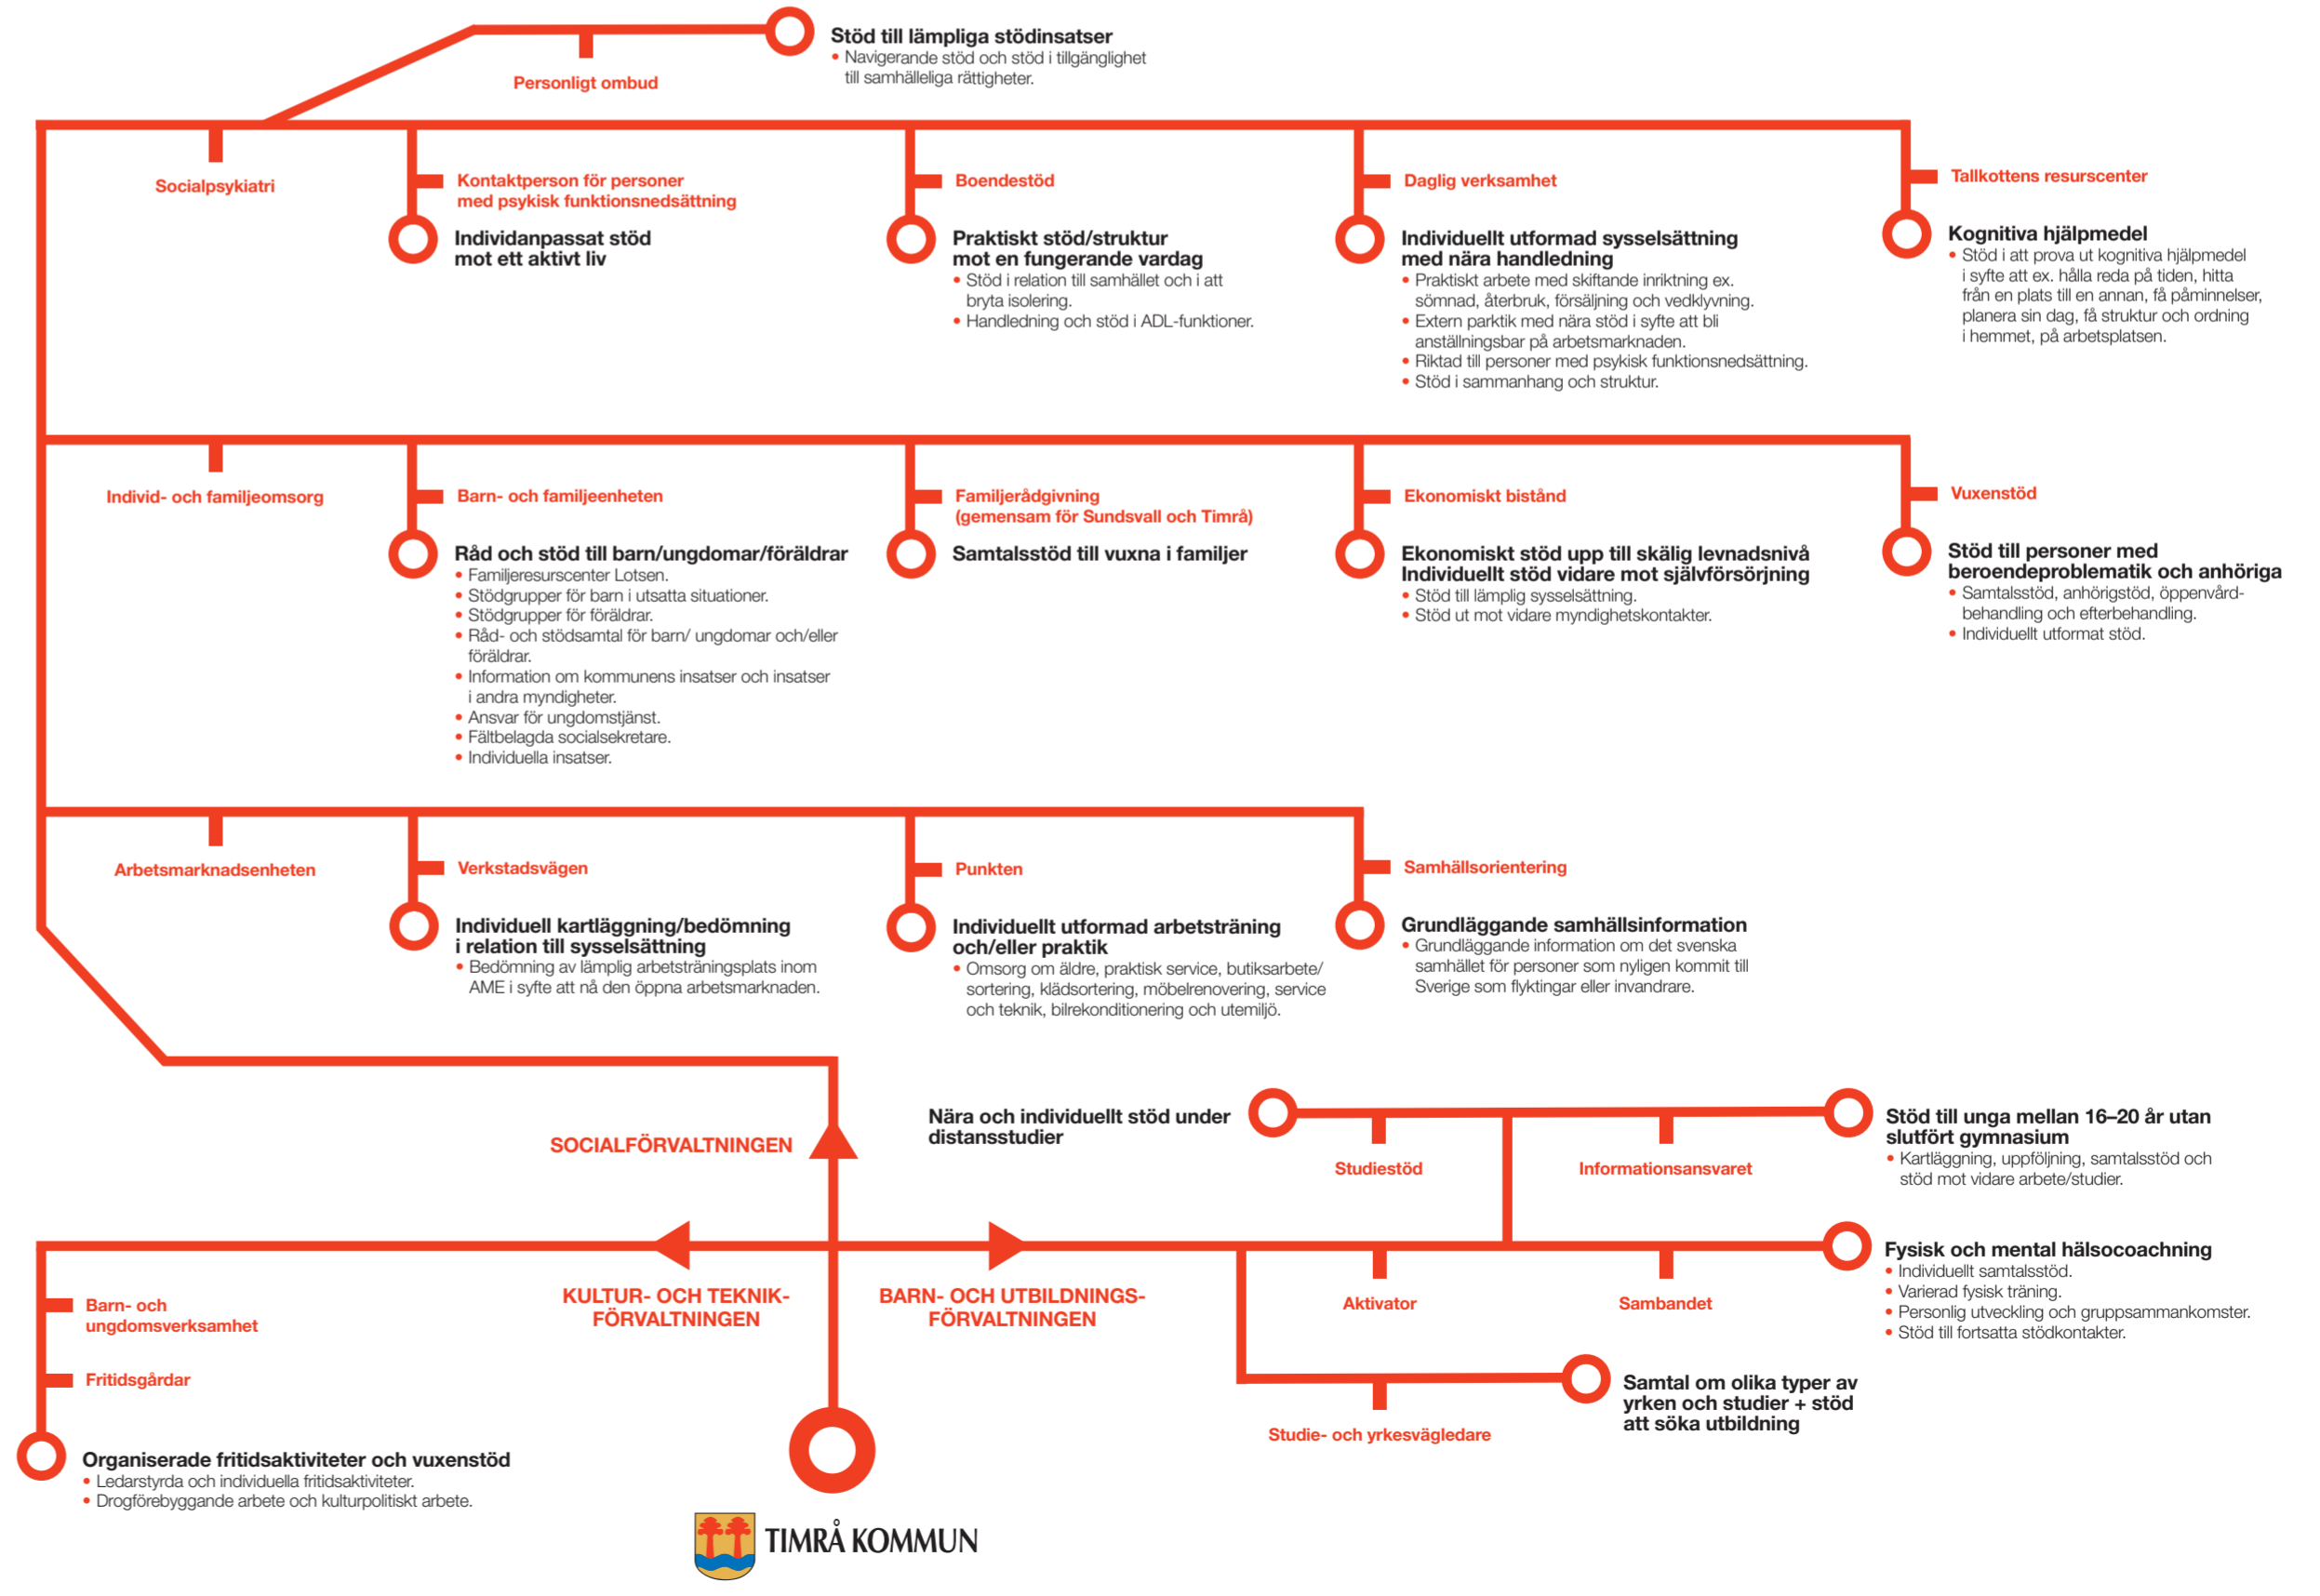 Stöd till lämpliga stödinsatser
• Navigerande stöd och stöd i tillgänglighet
till samhälleliga rättigheter.
Personligt ombud
Socialpsykiatri
Kontaktperson för personer
med psykisk funktionsnedsättning
Individanpassat stöd
mot ett aktivt liv
Boendestöd
Praktiskt stöd/struktur
mot en fungerande vardag
• Stöd i relation till samhället och i att
bryta isolering.
• Handledning och stöd i ADL-funktioner.
Daglig verksamhet
Individuellt utformad sysselsättning
med nära handledning
• Praktiskt arbete med skiftande inriktning ex.
sömnad, återbruk, försäljning och vedklyvning.
• Extern parktik med nära stöd i syfte att bli
anställningsbar på arbetsmarknaden.
• Riktad till personer med psykisk funktionsnedsättning.
• Stöd i sammanhang och struktur.
Tallkottens resurscenter
Kognitiva hjälpmedel
• Stöd i att prova ut kognitiva hjälpmedel
i syfte att ex. hålla reda på tiden, hitta
från en plats till en annan, få påminnelser,
planera sin dag, få struktur och ordning
i hemmet, på arbetsplatsen.
Individ- och familjeomsorg
Barn- och familjeenheten
Råd och stöd till barn/ungdomar/föräldrar
• Familjeresurscenter Lotsen.
• Stödgrupper för barn i utsatta situationer.
• Stödgrupper för föräldrar.
• Råd- och stödsamtal för barn/ ungdomar och/eller
föräldrar.
• Information om kommunens insatser och insatser
i andra myndigheter.
• Ansvar för ungdomstjänst.
• Fältbelagda socialsekretare.
• Individuella insatser.
Familjerådgivning
(gemensam för Sundsvall och Timrå)
Samtalsstöd till vuxna i familjer
Ekonomiskt bistånd
Ekonomiskt stöd upp till skälig levnadsnivå
Individuellt stöd vidare mot självförsörjning
• Stöd till lämplig sysselsättning.
• Stöd ut mot vidare myndighetskontakter.
Vuxenstöd
Stöd till personer med
beroendeproblematik och anhöriga
• Samtalsstöd, anhörigstöd, öppenvård-
behandling och efterbehandling.
• Individuellt utformat stöd.
Arbetsmarknadsenheten
Verkstadsvägen
Individuell kartläggning/bedömning
i relation till sysselsättning
• Bedömning av lämplig arbetsträningsplats inom
AME i syfte att nå den öppna arbetsmarknaden.
Punkten
Individuellt utformad arbetsträning
och/eller praktik
• Omsorg om äldre, praktisk service, butiksarbete/
sortering, klädsortering, möbelrenovering, service
och teknik, bilrekonditionering och utemiljö.
Samhällsorientering
Grundläggande samhällsinformation
• Grundläggande information om det svenska
samhället för personer som nyligen kommit till
Sverige som flyktingar eller invandrare.
SOCIALFÖRVALTNINGEN
Nära och individuellt stöd under
distansstudier
Studiestöd
Informationsansvaret
Stöd till unga mellan 16–20 år utan
slutfört gymnasium
• Kartläggning, uppföljning, samtalsstöd och
stöd mot vidare arbete/studier.
KULTUR- OCH TEKNIK-
FÖRVALTNINGEN
BARN- OCH UTBILDNINGS-
FÖRVALTNINGEN
Aktivator
Sambandet
Fysisk och mental hälsocoachning
• Individuellt samtalsstöd.
• Varierad fysisk träning.
• Personlig utveckling och gruppsammankomster.
• Stöd till fortsatta stödkontakter.
Barn- och
ungdomsverksamhet
Fritidsgårdar
Organiserade fritidsaktiviteter och vuxenstöd
• Ledarstyrda och individuella fritidsaktiviteter.
• Drogförebyggande arbete och kulturpolitiskt arbete.
Studie- och yrkesvägledare
Samtal om olika typer av
yrken och studier + stöd
att söka utbildning
TIMRÅ KOMMUN